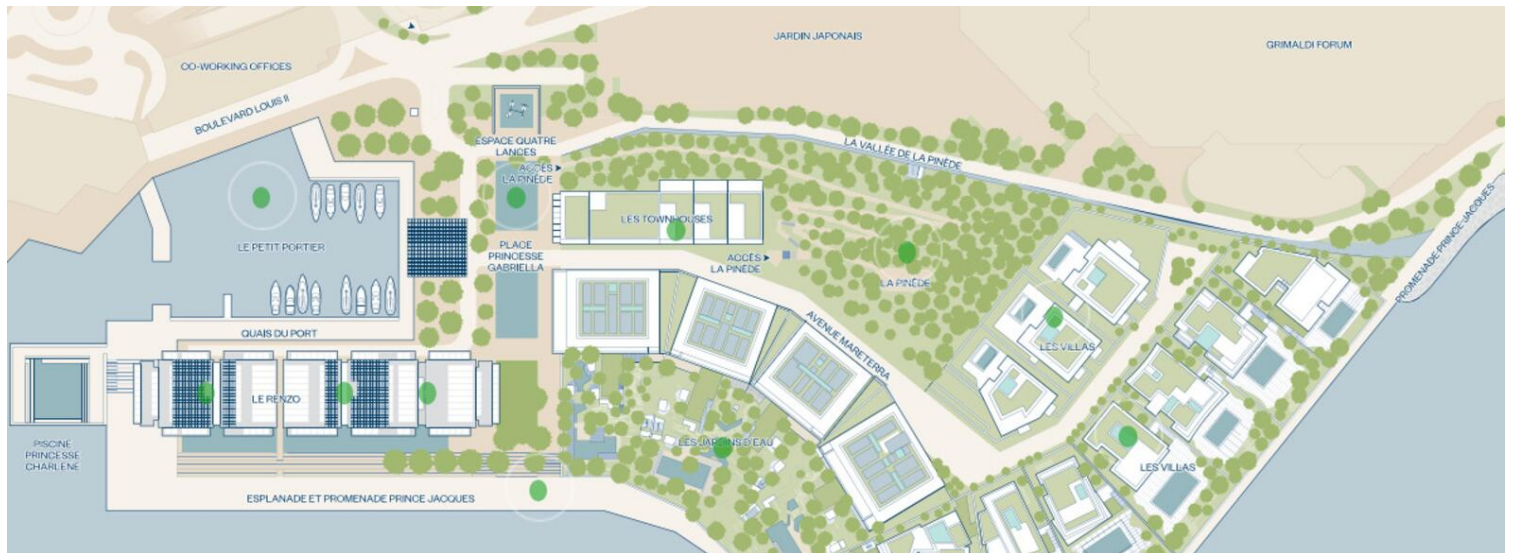 JARDIN JAPONAIS
GRIMALDI FORUM
CO-WORKING OFFICES
BOULEVARD LOUIS II
ESPACE QUATRE
LANCES
LA VALLÉE DE LA PINÈDE
ACCÈS
LA PINÈDE
PROMENADE PRINCE JACQUES
LES TOWNHOUSES
LE PETIT PORTIER
PLACE
PRINCESSE
GABRIELLA
ACCÈS
LA PINÈDE
LA PINÈDE
QUAIS DU PORT
AVENUE MARETERRA
LES VILLAS
LE RENZO
PISCINE
PRINCESSE
CHARLÈNE
LES JARDINS D'EAU
LES VILLAS
ESPLANADE ET PROMENADE PRINCE JACQUES